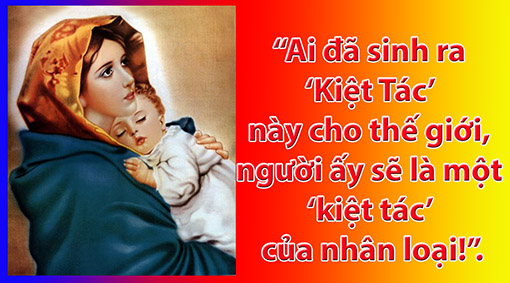 “Ai đã sinh ra
‘Kiệt Tác’
này cho thế giới,
người ấy sẽ là một
‘kiệt tác’
của nhân loại!”.